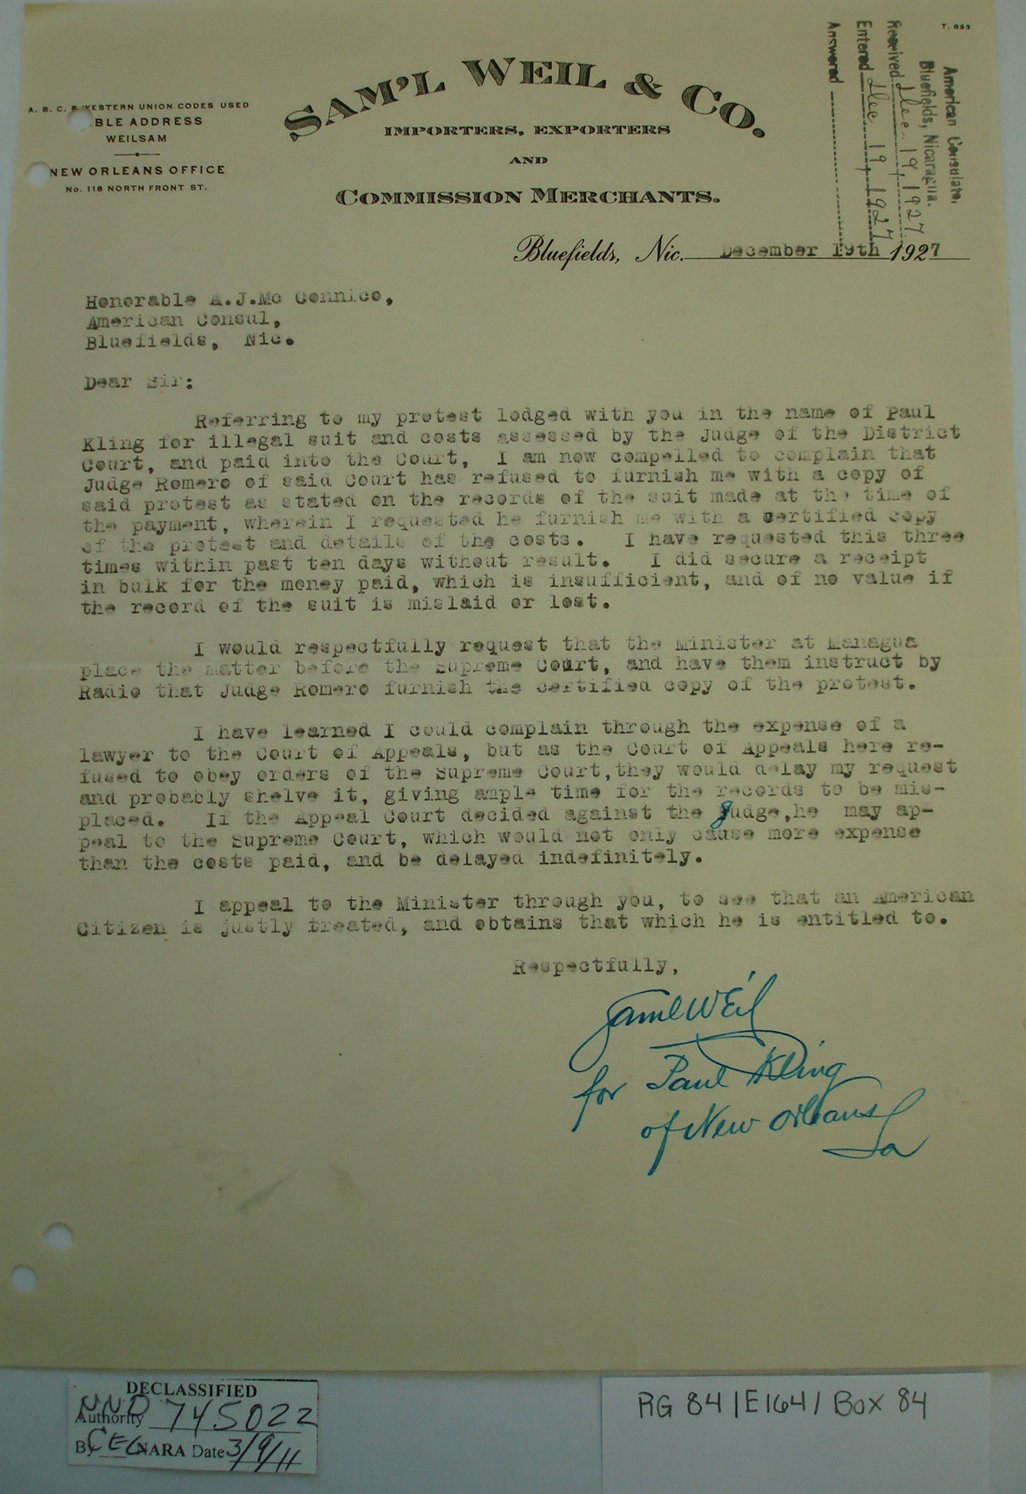 T. 633
American Consulate,
Bluefields, Nicaragua.
Received Dec. 19, 1927
Entered Dec 19, 1927
Answered
A. B. C. & WESTERN UNION CODES USED
BLE ADDRESS
WEILSAM
NEW ORLEANS OFFICE
No. 118 NORTH FRONT ST.
SAM'L WEIL & CO.
IMPORTERS, EXPORTERS
AND
COMMISSION MERCHANTS.
Bluefields, Nic. December 19th 1927
Honorable A.J.Mc Connico,
American Consul,
Bluefields, Nic.
Dear Sir:
Referring to my protest lodged with you in the name of Paul
Kling for illegal suit and costs assessed by the Judge of the District
Court, and paid into the Court, I am now compelled to complain that
Judge Romero of said Court has refused to furnish me with a copy of
said protest as stated on the records of the suit made at the time of
the payment, wherein I requested he furnish me with a certified copy
of the protest and details of the costs. I have requested this three
times within past ten days without result. I did secure a receipt
in bulk for the money paid, which is insufficient, and of no value if
the record of the suit is mislaid or lost.
I would respectfully request that the Minister at Managua
place the matter before the Supreme Court, and have them instruct by
Radio that Judge Romero furnish the certified copy of the protest.
I have learned I could complain through the expense of a
lawyer to the Court of Appeals, but as the Court of Appeals here re-
fused to obey orders of the Supreme Court,they would delay my request
and probably shelve it, giving ample time for the records to be mis-
placed. If the Appeal Court decided against the Judge,he may ap-
peal to the Supreme Court, which would not only cause more expense
than the costs paid, and be delayed indefinitely.
I appeal to the Minister through you, to see that an American
Citizen is justly treated, and obtains that which he is entitled to.
Respectfully,
Saml Weil
for Paul Kling
of New Orleans
La
DECLASSIFIED
Authority NND 745022
By CEG NARA Date 3/9/11
RG 84/E164/Box 84